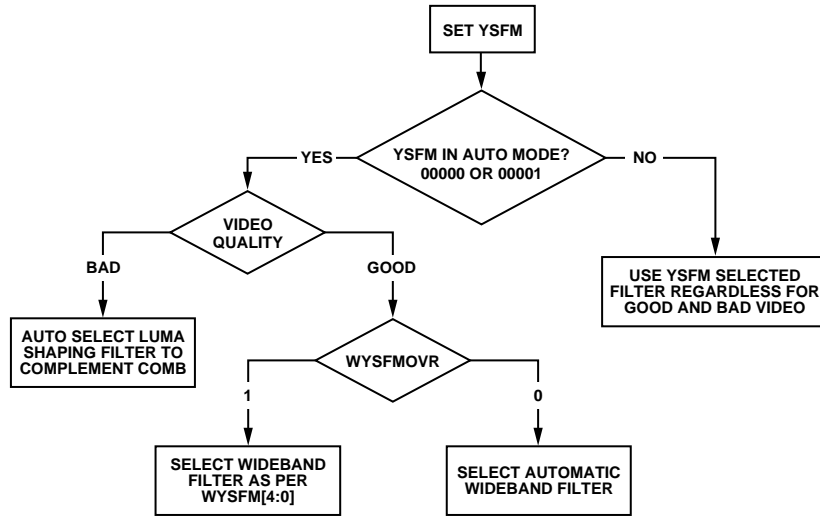 SET YSFM
YSFM IN AUTO MODE?
00000 OR 00001
YES
NO
VIDEO
QUALITY
BAD
GOOD
USE YSFM SELECTED
FILTER REGARDLESS FOR
GOOD AND BAD VIDEO
AUTO SELECT LUMA
SHAPING FILTER TO
COMPLEMENT COMB
WYSFMOVR
1
0
SELECT WIDEBAND
FILTER AS PER
WYSFM[4:0]
SELECT AUTOMATIC
WIDEBAND FILTER